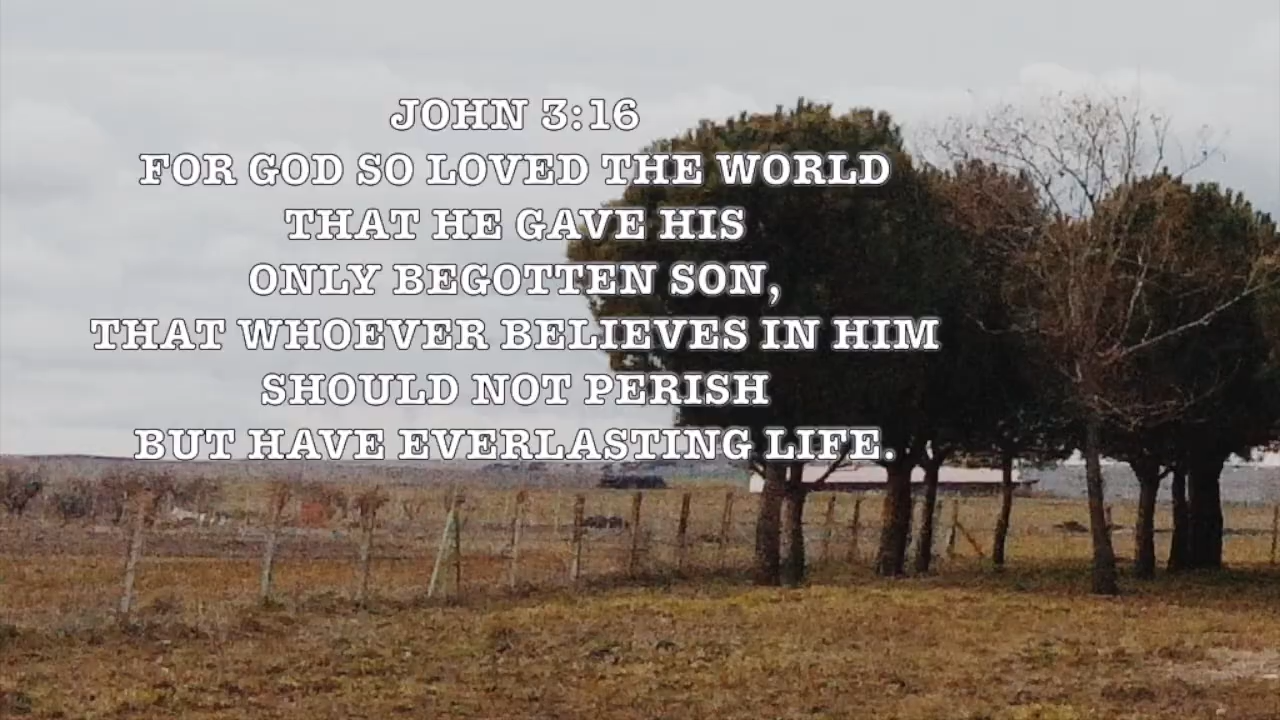 JOHN 3:16
FOR GOD SO LOVED THE WORLD
THAT HE GAVE HIS
ONLY BEGOTTEN SON,
THAT WHOEVER BELIEVES IN HIM
SHOULD NOT PERISH
BUT HAVE EVERLASTING LIFE.